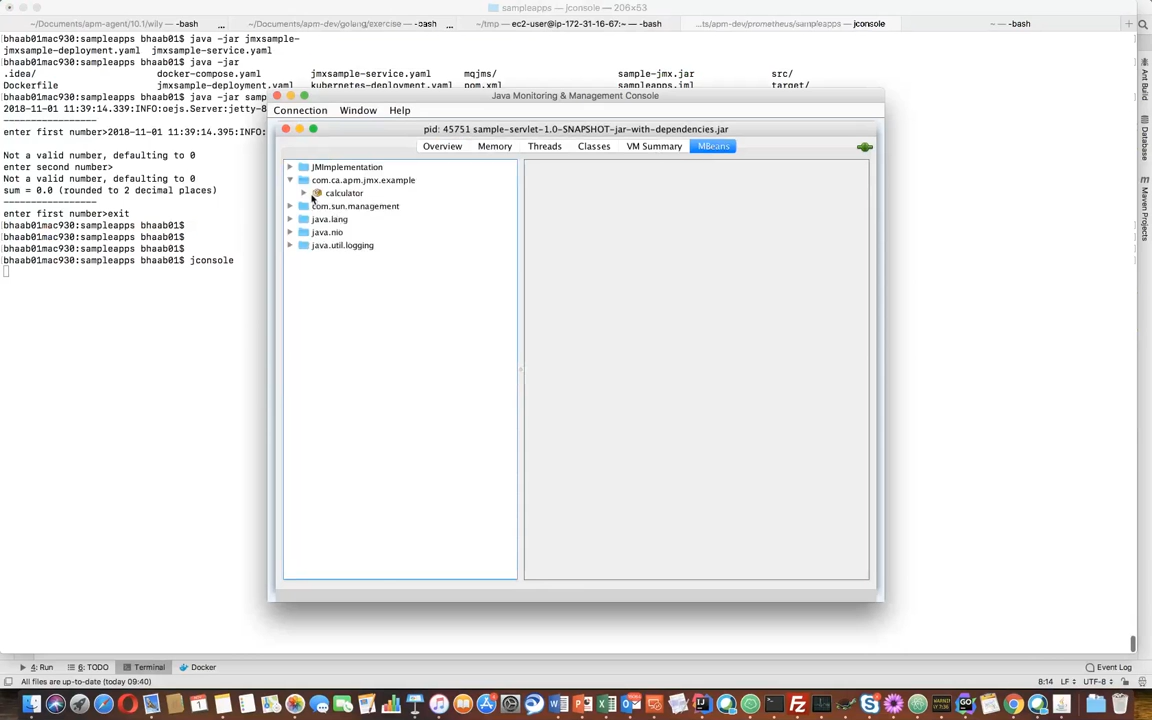 sampleapps — jconsole — 206×53
~/Documents/apm-agent/10.1/wily — -bash ... ~/Documents/apm-dev/golang/exercise — -bash ... ~/tmp — ec2-user@ip-172-31-16-67:~ — -bash ...ts/apm-dev/prometheus/sampleapps — jconsole ~ — -bash
bhaab01mac930:sampleapps bhaab01$ java -jar jmxsample-
jmxsample-deployment.yaml jmxsample-service.yaml
bhaab01mac930:sampleapps bhaab01$ java -jar
.idea/ docker-compose.yaml jmxsample-service.yaml mqjms/ sample-jmx.jar src/
Dockerfile jmxsample-deployment.yaml kubernetes-deployment.yaml pom.xml sampleapps.iml target/
bhaab01mac930:sampleapps bhaab01$ java -jar samp
2018-11-01 11:39:14.339:INFO:oejs.Server:jetty-8
--------------------
enter first number>2018-11-01 11:39:14.395:INFO:
Not a valid number, defaulting to 0
enter second number>
Not a valid number, defaulting to 0
sum = 0.0 (rounded to 2 decimal places)
--------------------
enter first number>exit
bhaab01mac930:sampleapps bhaab01$
bhaab01mac930:sampleapps bhaab01$
bhaab01mac930:sampleapps bhaab01$
bhaab01mac930:sampleapps bhaab01$ jconsole
Java Monitoring & Management Console
Connection Window Help
pid: 45751 sample-servlet-1.0-SNAPSHOT-jar-with-dependencies.jar
Overview Memory Threads Classes VM Summary MBeans
JMImplementation
com.ca.apm.jmx.example
calculator
com.sun.management
java.lang
java.nio
java.util.logging
Ant Build
Database
m Maven Projects
4: Run 6: TODO Terminal Docker Event Log
All files are up-to-date (today 09:40) 8:14 LF UTF-8